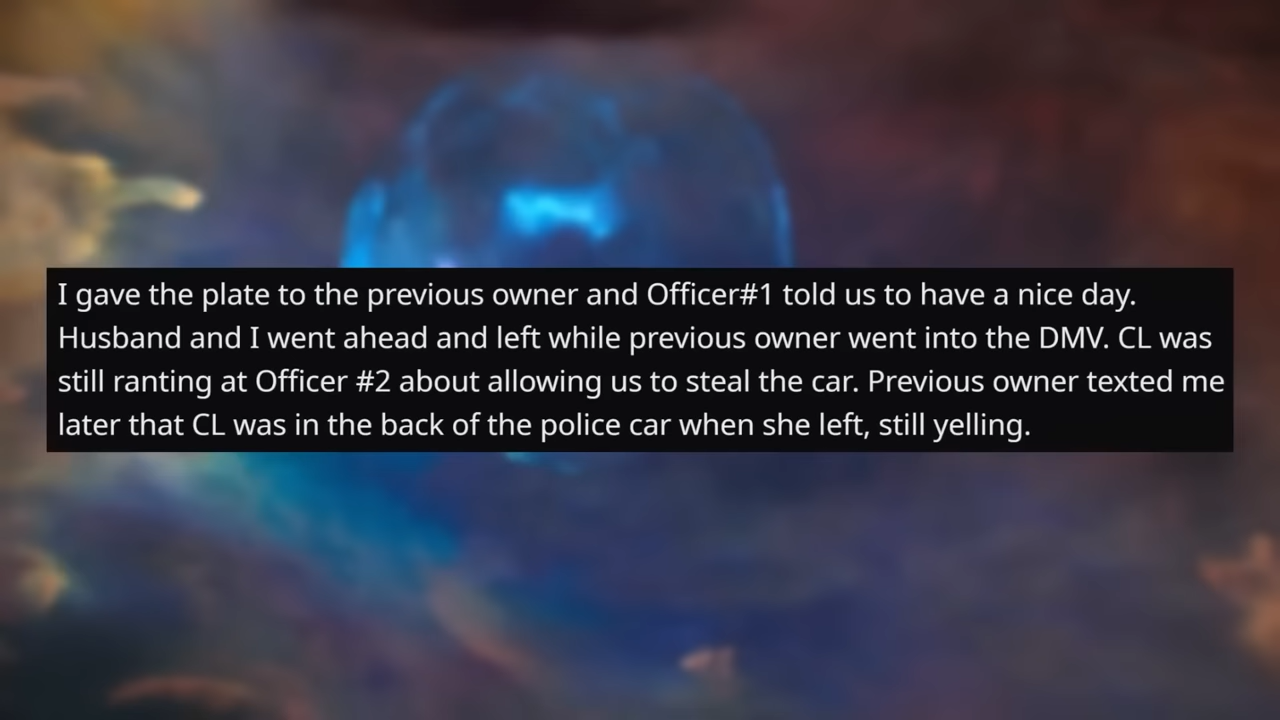 I gave the plate to the previous owner and Officer#1 told us to have a nice day.
Husband and I went ahead and left while previous owner went into the DMV. CL was
still ranting at Officer #2 about allowing us to steal the car. Previous owner texted me
later that CL was in the back of the police car when she left, still yelling.